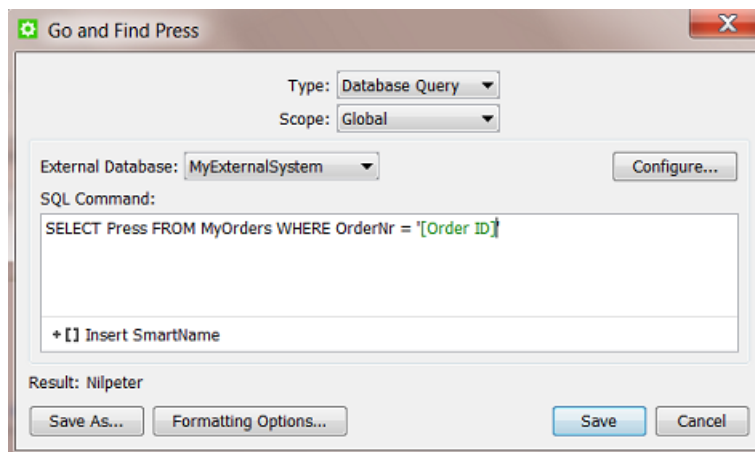 Go and Find Press
X
Type: Database Query
Scope: Global
External Database: MyExternalSystem
Configure...
SQL Command:
SELECT Press FROM MyOrders WHERE OrderNr = '[Order ID]'
+ [] Insert SmartName
Result: Nilpeter
Save As... Formatting Options... Save Cancel